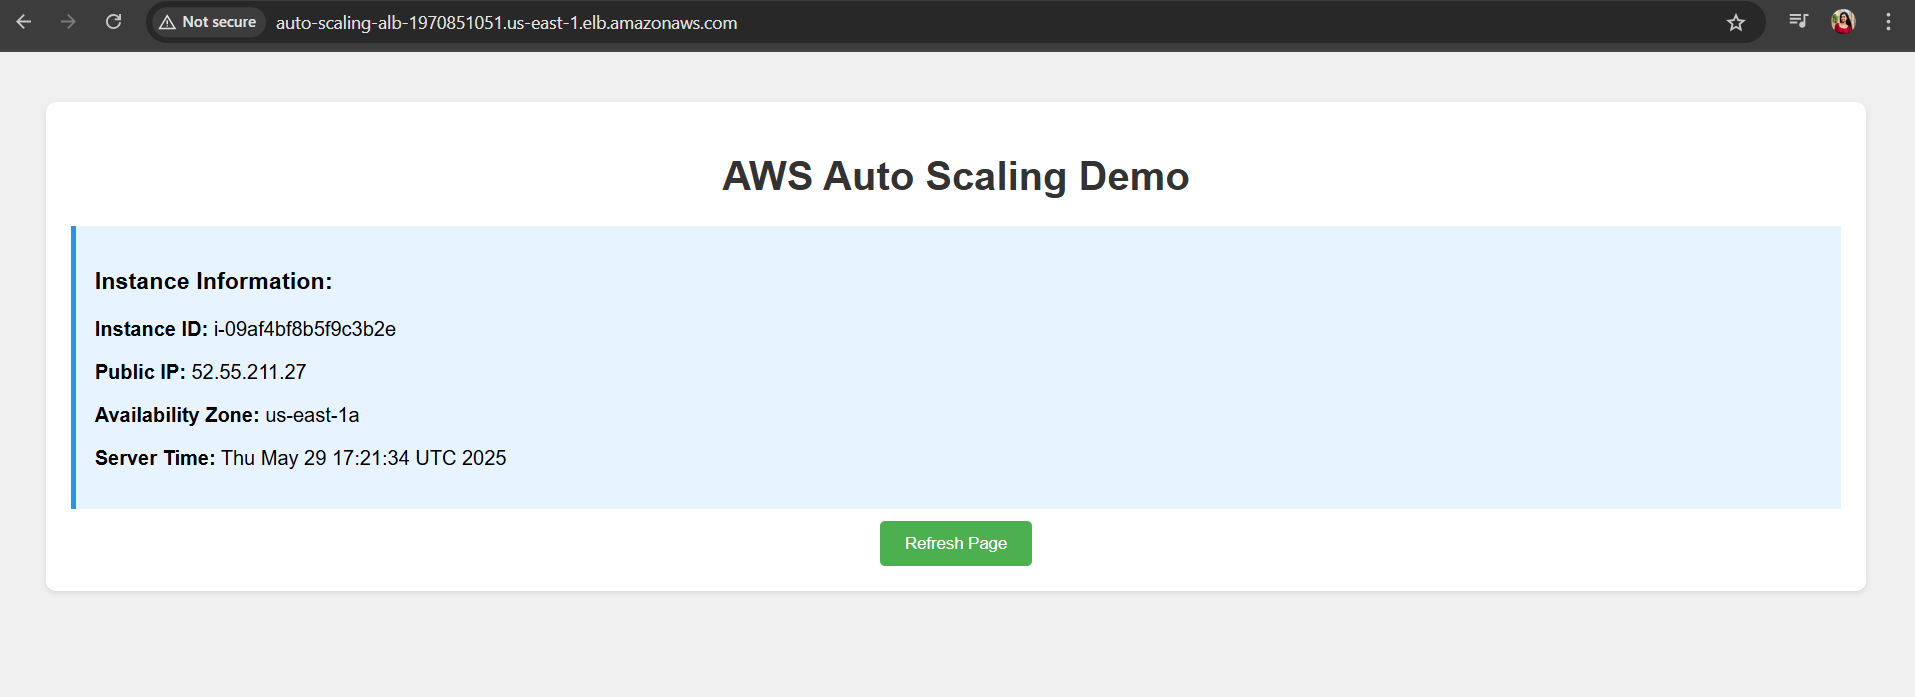 Not secure auto-scaling-alb-1970851051.us-east-1.elb.amazonaws.com
AWS Auto Scaling Demo
Instance Information:
Instance ID: i-09af4bf8b5f9c3b2e
Public IP: 52.55.211.27
Availability Zone: us-east-1a
Server Time: Thu May 29 17:21:34 UTC 2025
Refresh Page